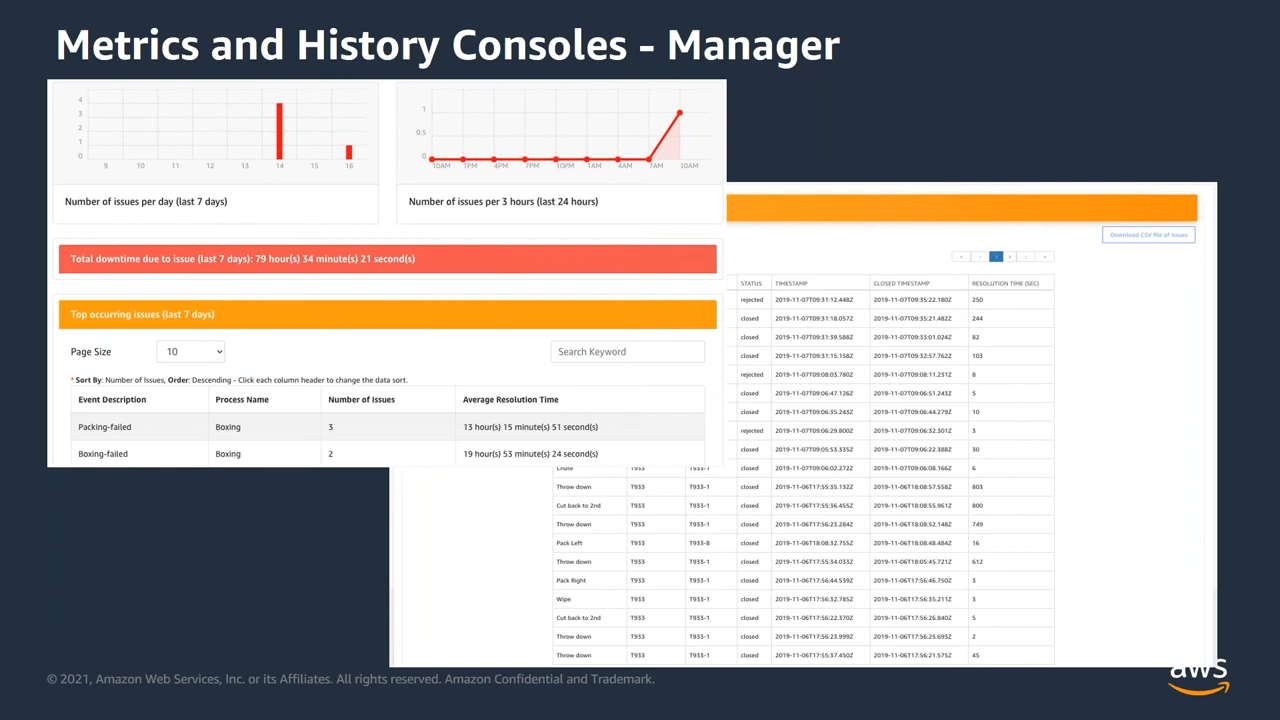 Metrics and History Consoles - Manager
4
3
2
1
0
9 10 11 12 13 14 15 16
Number of issues per day (last 7 days)
1
0.5
0
10AM 1PM 4PM 7PM 10PM 1AM 4AM 7AM 10AM
Number of issues per 3 hours (last 24 hours)
Total downtime due to issue (last 7 days): 79 hour(s) 34 minute(s) 21 second(s)
Top occurring issues (last 7 days)
Page Size 10 Search Keyword
* Sort By: Number of Issues, Order: Descending - Click each column header to change the data sort.
Event Description Process Name Number of Issues Average Resolution Time
Packing-failed Boxing 3 13 hour(s) 15 minute(s) 51 second(s)
Boxing-failed Boxing 2 19 hour(s) 53 minute(s) 24 second(s)
Download CSV file of issues
« ‹ 1 2 › »
STATUS TIMESTAMP CLOSED TIMESTAMP RESOLUTION TIME (SEC)
rejected 2019-11-07T09:31:12.448Z 2019-11-07T09:35:22.180Z 250
closed 2019-11-07T09:31:18.057Z 2019-11-07T09:35:21.482Z 244
closed 2019-11-07T09:31:39.588Z 2019-11-07T09:33:01.024Z 82
closed 2019-11-07T09:31:15.158Z 2019-11-07T09:32:57.762Z 103
rejected 2019-11-07T09:08:03.780Z 2019-11-07T09:08:11.231Z 8
closed 2019-11-07T09:06:47.126Z 2019-11-07T09:06:51.243Z 5
closed 2019-11-07T09:06:35.243Z 2019-11-07T09:06:44.279Z 10
rejected 2019-11-07T09:06:29.800Z 2019-11-07T09:06:32.301Z 3
closed 2019-11-07T09:05:53.335Z 2019-11-07T09:06:22.388Z 30
Chute T933 T933-1 closed 2019-11-07T09:06:02.272Z 2019-11-07T09:06:08.166Z 6
Throw down T933 T933-1 closed 2019-11-06T17:55:35.132Z 2019-11-06T18:08:57.558Z 803
Cut back to 2nd T933 T933-1 closed 2019-11-06T17:55:36.455Z 2019-11-06T18:08:55.961Z 800
Throw down T933 T933-1 closed 2019-11-06T17:56:23.284Z 2019-11-06T18:08:52.148Z 749
Pack Left T933 T933-8 closed 2019-11-06T18:08:32.755Z 2019-11-06T18:08:48.484Z 16
Throw down T933 T933-1 closed 2019-11-06T17:55:34.033Z 2019-11-06T18:05:45.721Z 612
Pack Right T933 T933-1 closed 2019-11-06T17:56:44.539Z 2019-11-06T17:56:46.750Z 3
Wipe T933 T933-1 closed 2019-11-06T17:56:32.785Z 2019-11-06T17:56:35.211Z 3
Cut back to 2nd T933 T933-1 closed 2019-11-06T17:56:22.370Z 2019-11-06T17:56:26.840Z 5
Throw down T933 T933-1 closed 2019-11-06T17:56:23.999Z 2019-11-06T17:56:25.693Z 2
Throw down T933 T933-1 closed 2019-11-06T17:55:37.450Z 2019-11-06T17:56:21.575Z 45
© 2021, Amazon Web Services, Inc. or its Affiliates. All rights reserved. Amazon Confidential and Trademark.
aws